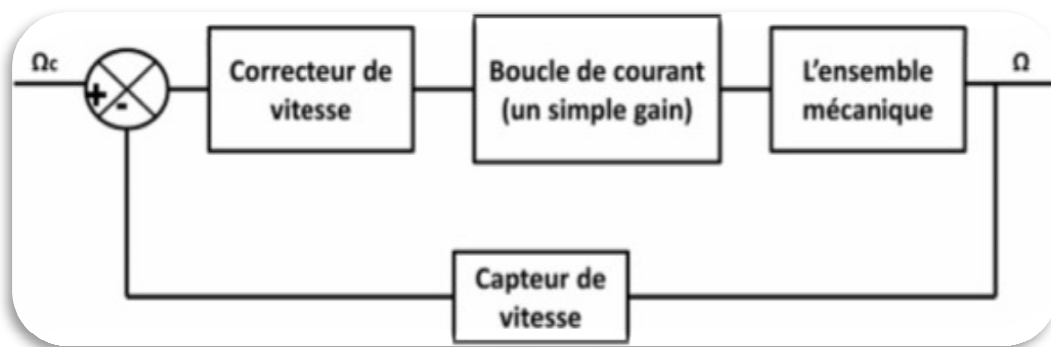 Ωc
+
-
Correcteur de
vitesse
Boucle de courant
(un simple gain)
L'ensemble
mécanique
Ω
Capteur de
vitesse